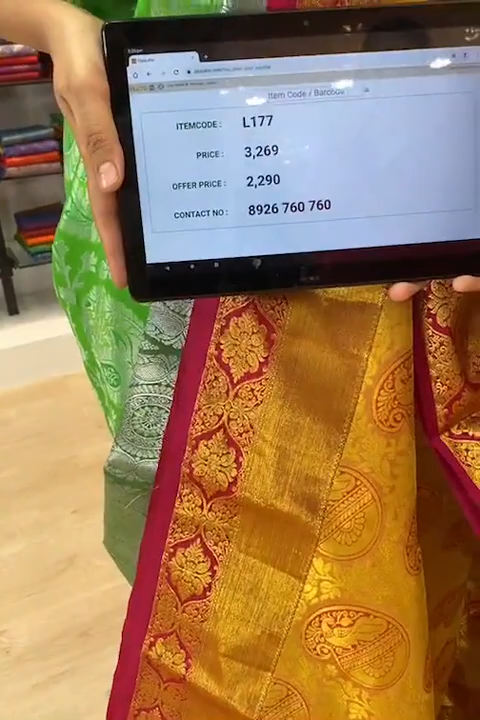 Item Code / Barcode
ITEMCODE : L177
PRICE : 3,269
OFFER PRICE : 2,290
CONTACT NO : 8926 760 760